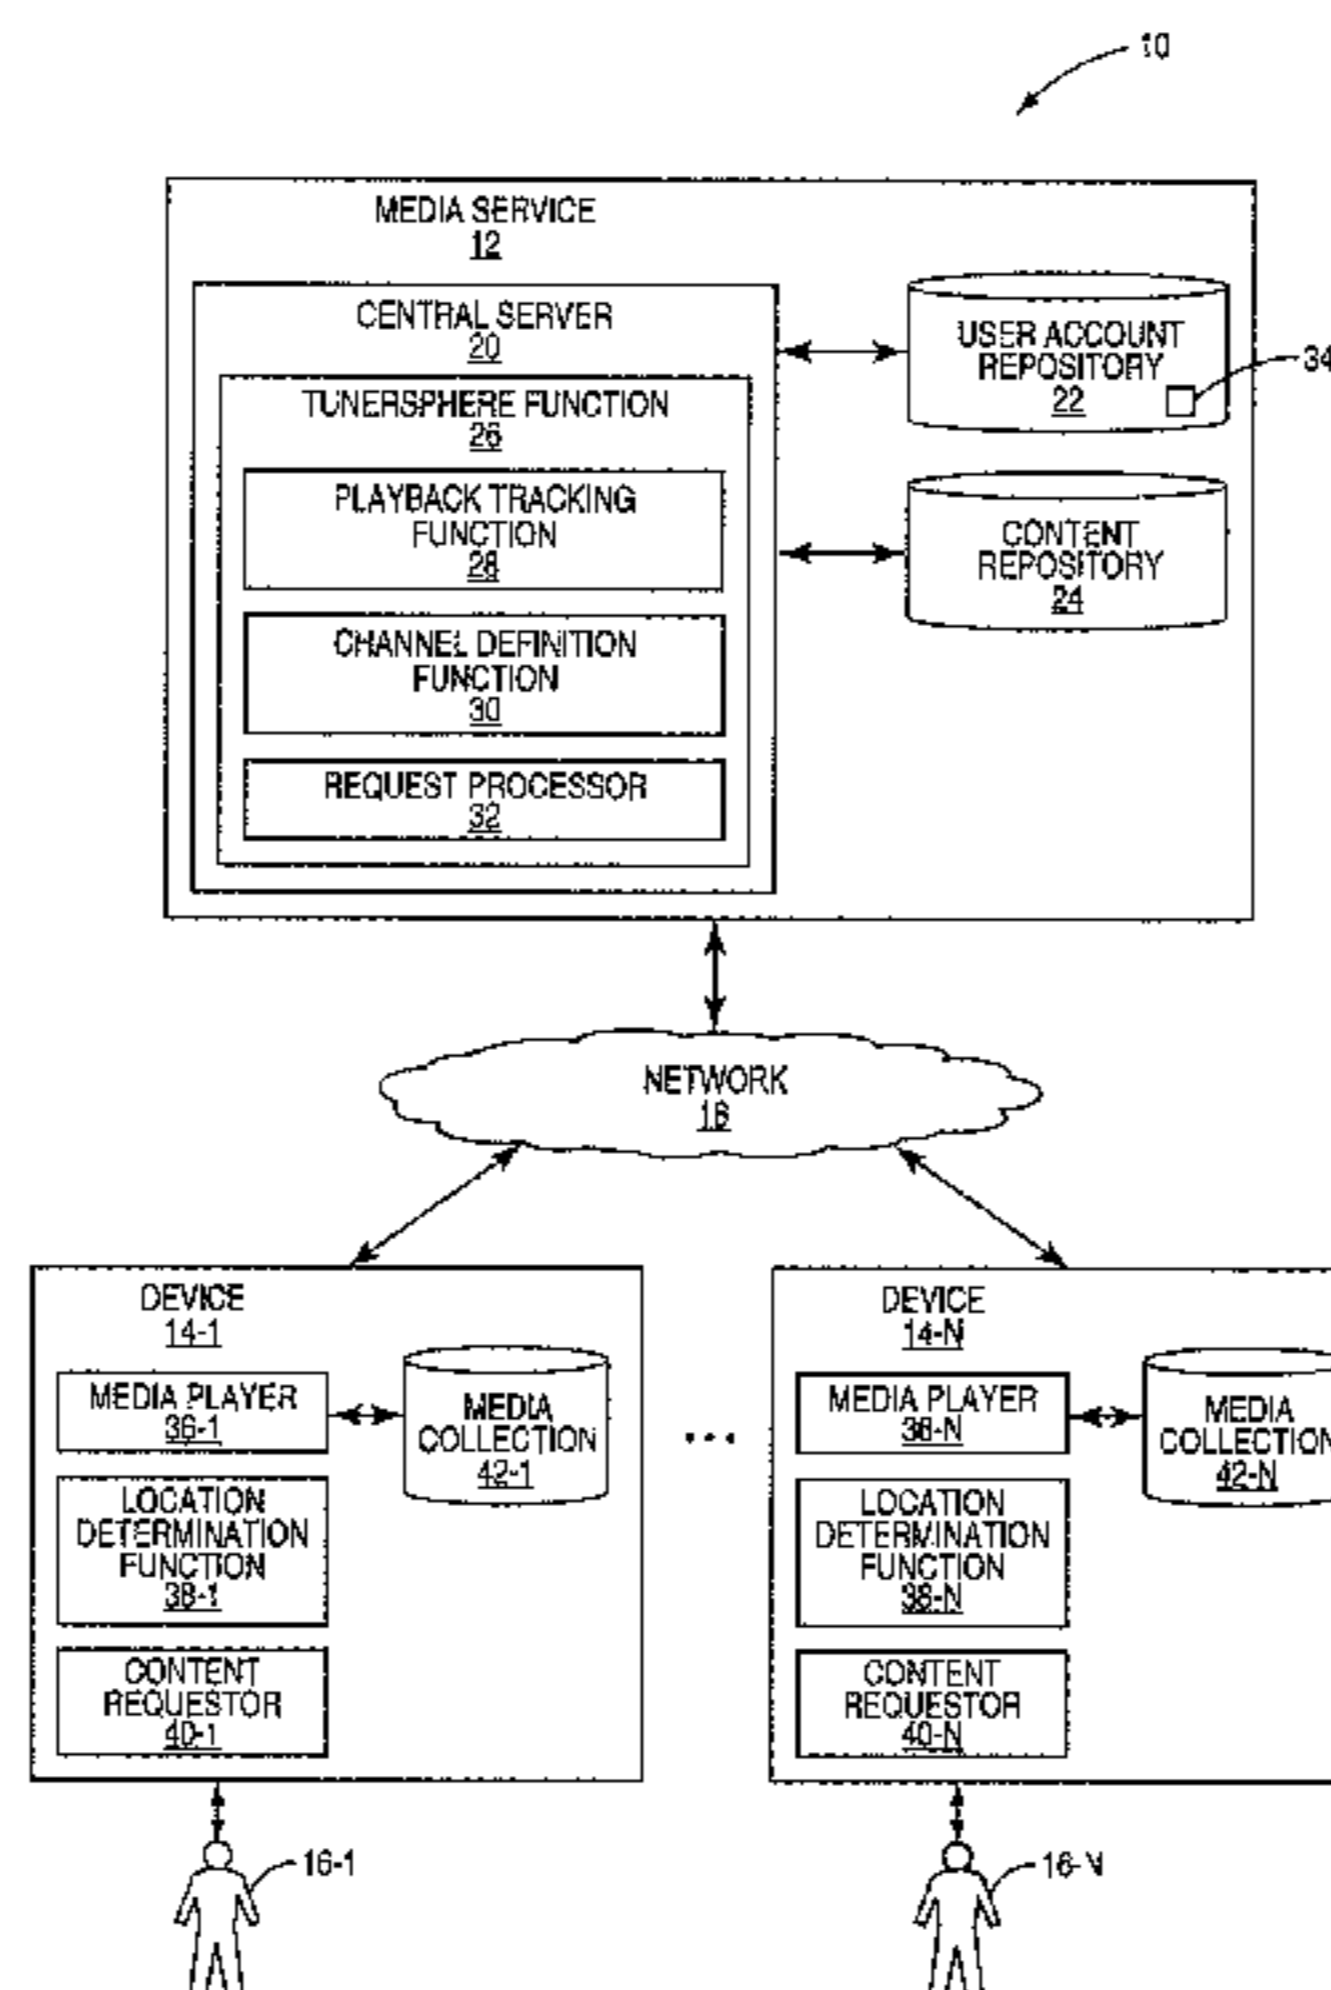 10
MEDIA SERVICE
12
CENTRAL SERVER
20
TUNERSPHERE FUNCTION
26
PLAYBACK TRACKING
FUNCTION
28
CHANNEL DEFINITION
FUNCTION
30
REQUEST PROCESSOR
32
USER ACCOUNT
REPOSITORY
22
34
CONTENT
REPOSITORY
24
NETWORK
18
DEVICE
14-1
MEDIA PLAYER
36-1
MEDIA
COLLECTION
42-1
LOCATION
DETERMINATION
FUNCTION
38-1
CONTENT
REQUESTOR
40-1
...
DEVICE
14-N
MEDIA PLAYER
36-N
MEDIA
COLLECTION
42-N
LOCATION
DETERMINATION
FUNCTION
38-N
CONTENT
REQUESTOR
40-N
16-1
16-N